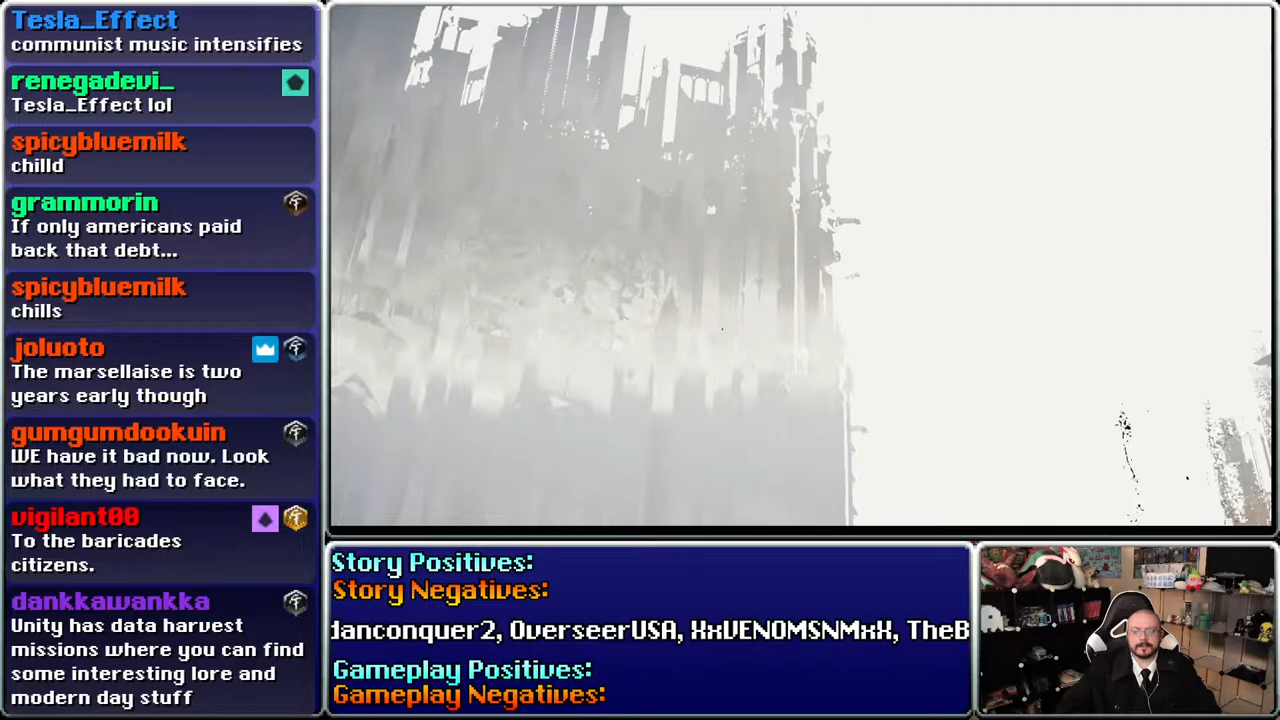 Tesla_Effect
communist music intensifies
renegadevi_
Tesla_Effect lol
spicybluemilk
chilld
grammorin
If only americans paid
back that debt...
spicybluemilk
chills
joluoto
The marsellaise is two
years early though
gumgumdookuin
WE have it bad now. Look
what they had to face.
vigilant00
To the baricades
citizens.
dankkawankka
Unity has data harvest
missions where you can find
some interesting lore and
modern day stuff
Story Positives:
Story Negatives:
danconquer2, OverseerUSA, XxVENOMSNMxX, TheB
Gameplay Positives:
Gameplay Negatives: